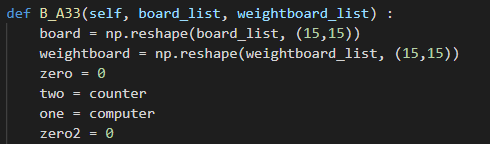 def B_A33(self, board_list, weightboard_list) :
board = np.reshape(board_list, (15,15))
weightboard = np.reshape(weightboard_list, (15,15))
zero = 0
two = counter
one = computer
zero2 = 0